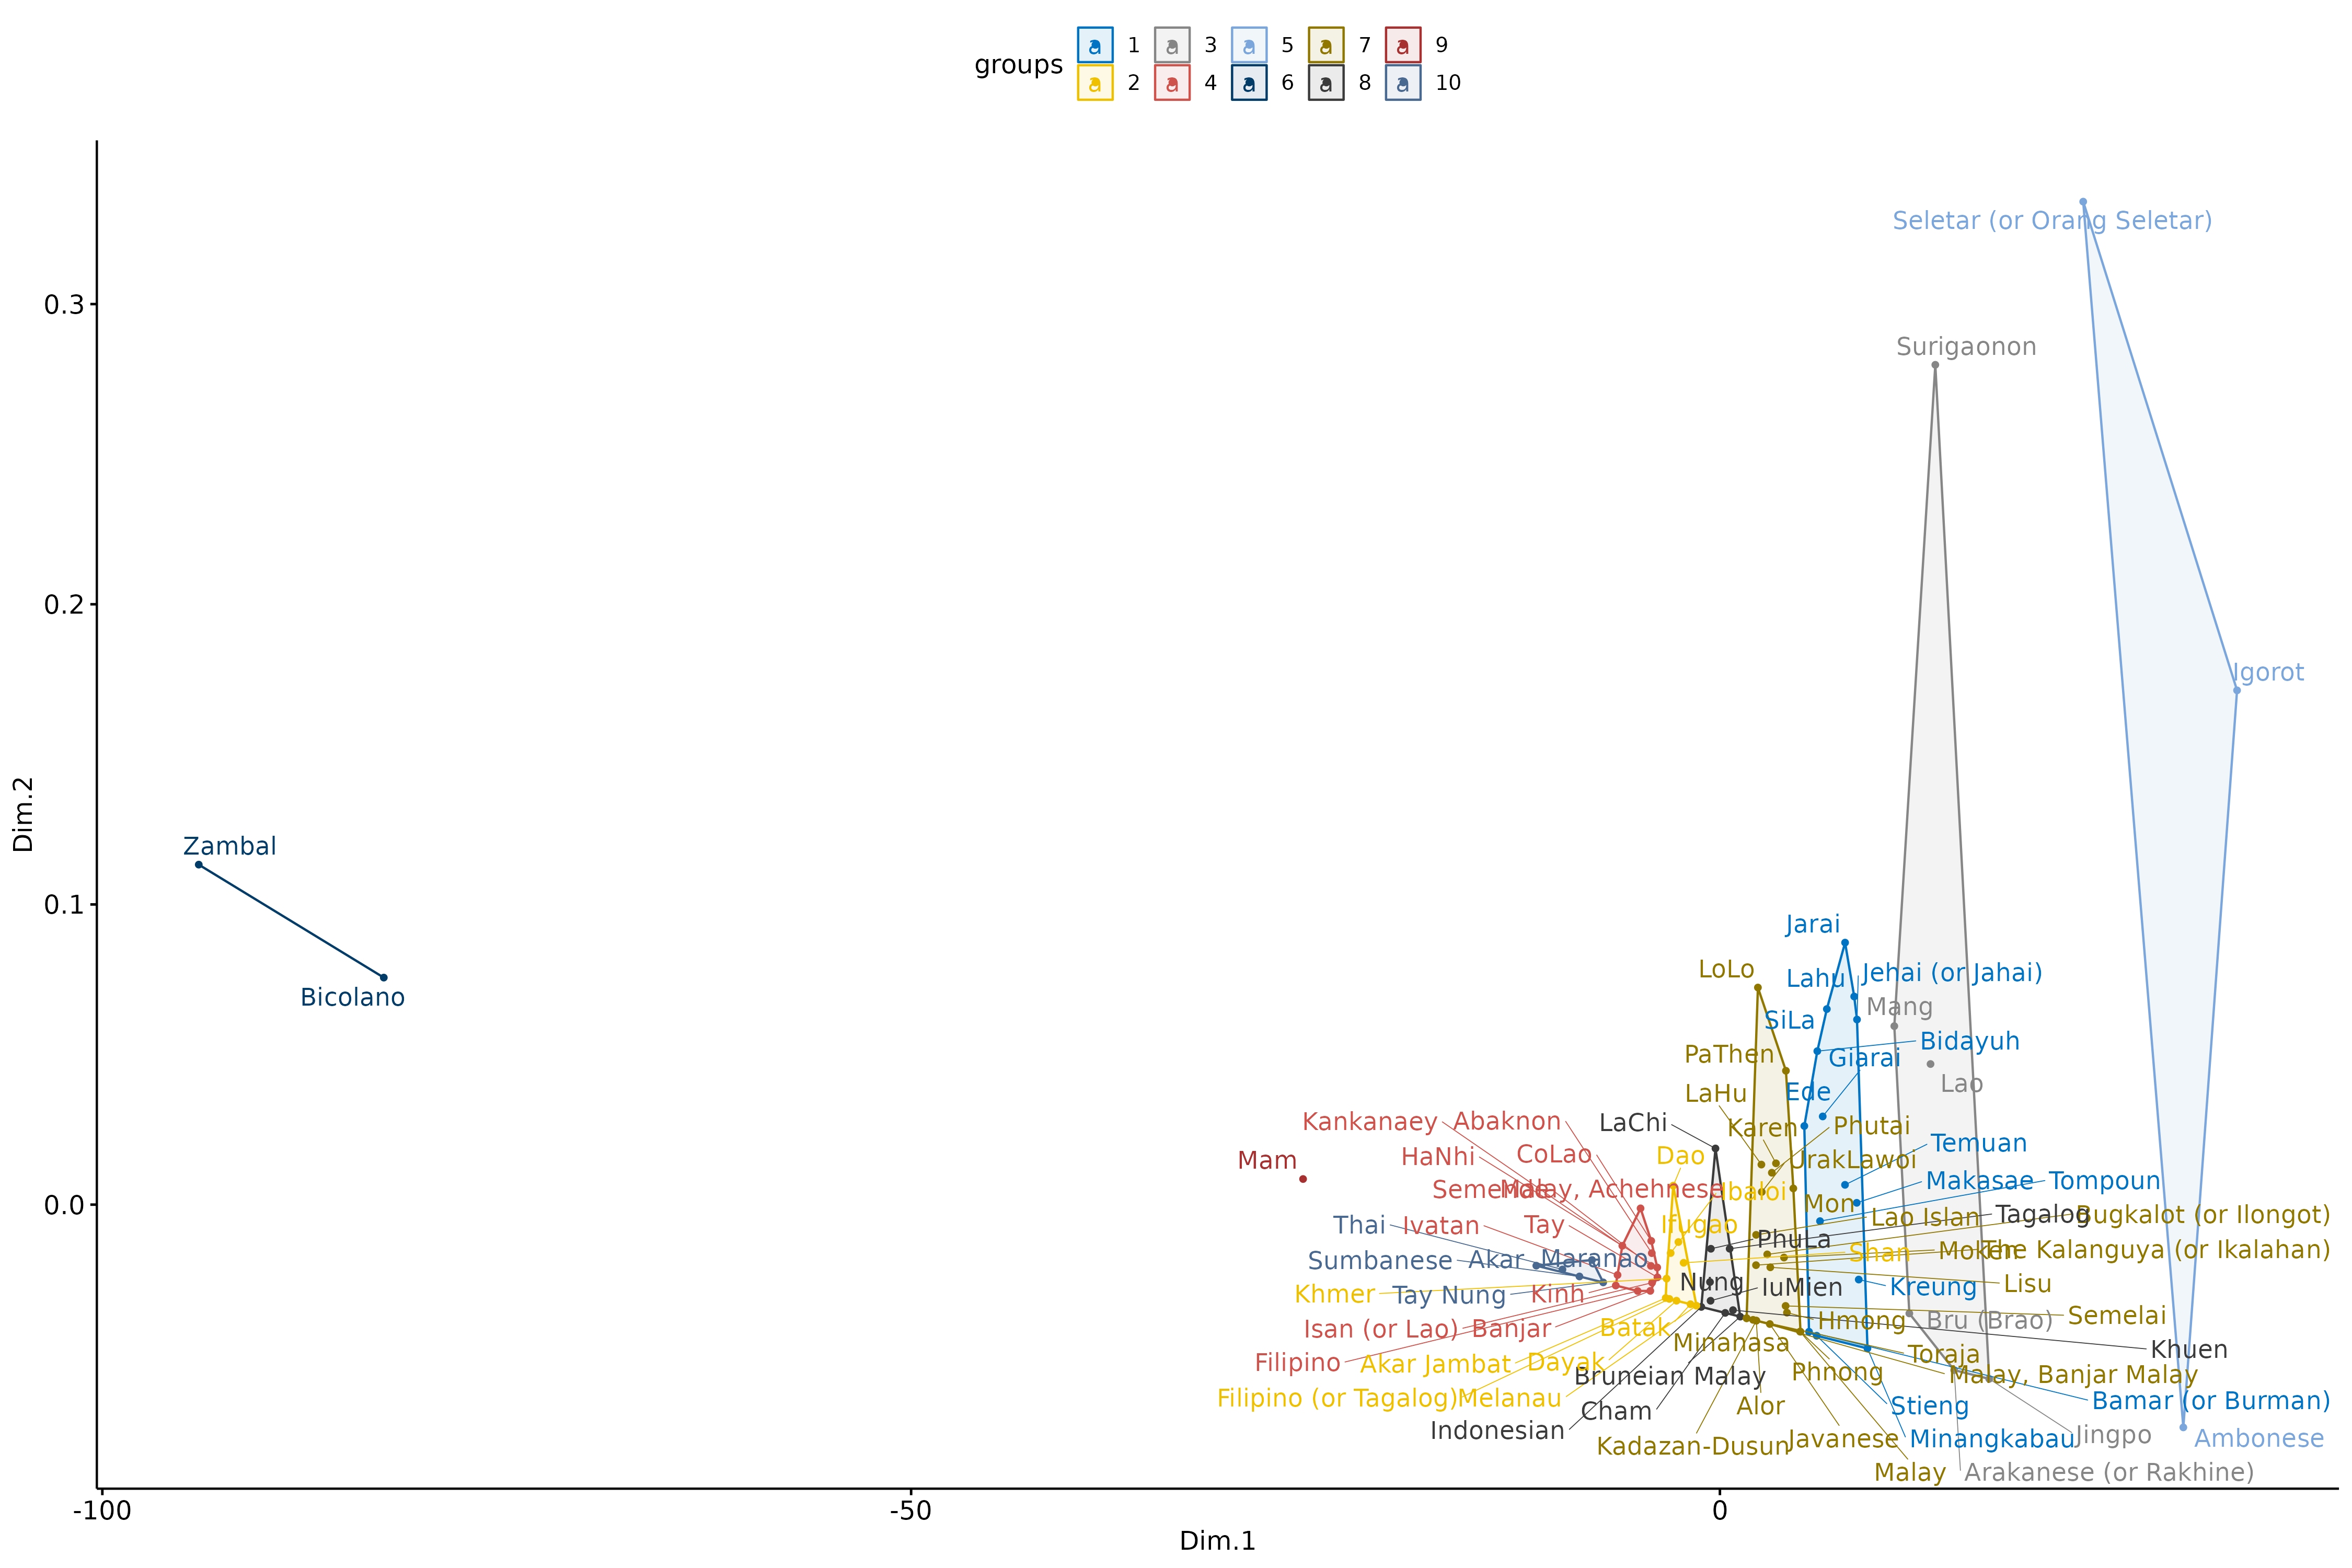 groups
a 1 a 3 a 5 a 7 a 9
a 2 a 4 a 6 a 8 a 10
Dim.2
0.3
0.2
0.1
0.0
-100
-50
0
Dim.1
Seletar (or Orang Seletar)
Surigaonon
Igorot
Zambal
Bicolano
Jarai
LoLo
Lahu
Jehai (or Jahai)
Mang
SiLa
Bidayuh
PaThen
Giarai
Lao
LaHu
Ede
Kankanaey
Abaknon
LaChi
Karen
Phutai
Temuan
Mam
HaNhi
CoLao
Dao
UrakLawoi
Makasae
Tompoun
Semende
Malay, Achehnese
Ibaloi
Mon
Lao Islan
Tagalog
Bugkalot (or Ilongot)
Thai
Ivatan
Tay
Ifugao
PhuLa
Shan
Moken
The Kalanguya (or Ikalahan)
Sumbanese
Akar
Maranao
Khmer
Tay Nung
Kinh
Nung
IuMien
Kreung
Lisu
Isan (or Lao)
Banjar
Batak
Hmong
Bru (Brao)
Semelai
Minahasa
Toraja
Khuen
Filipino
Akar Jambat
Dayak
Bruneian Malay
Phnong
Malay, Banjar Malay
Filipino (or Tagalog)
Melanau
Cham
Alor
Stieng
Bamar (or Burman)
Indonesian
Kadazan-Dusun
Javanese
Minangkabau
Jingpo
Ambonese
Malay
Arakanese (or Rakhine)